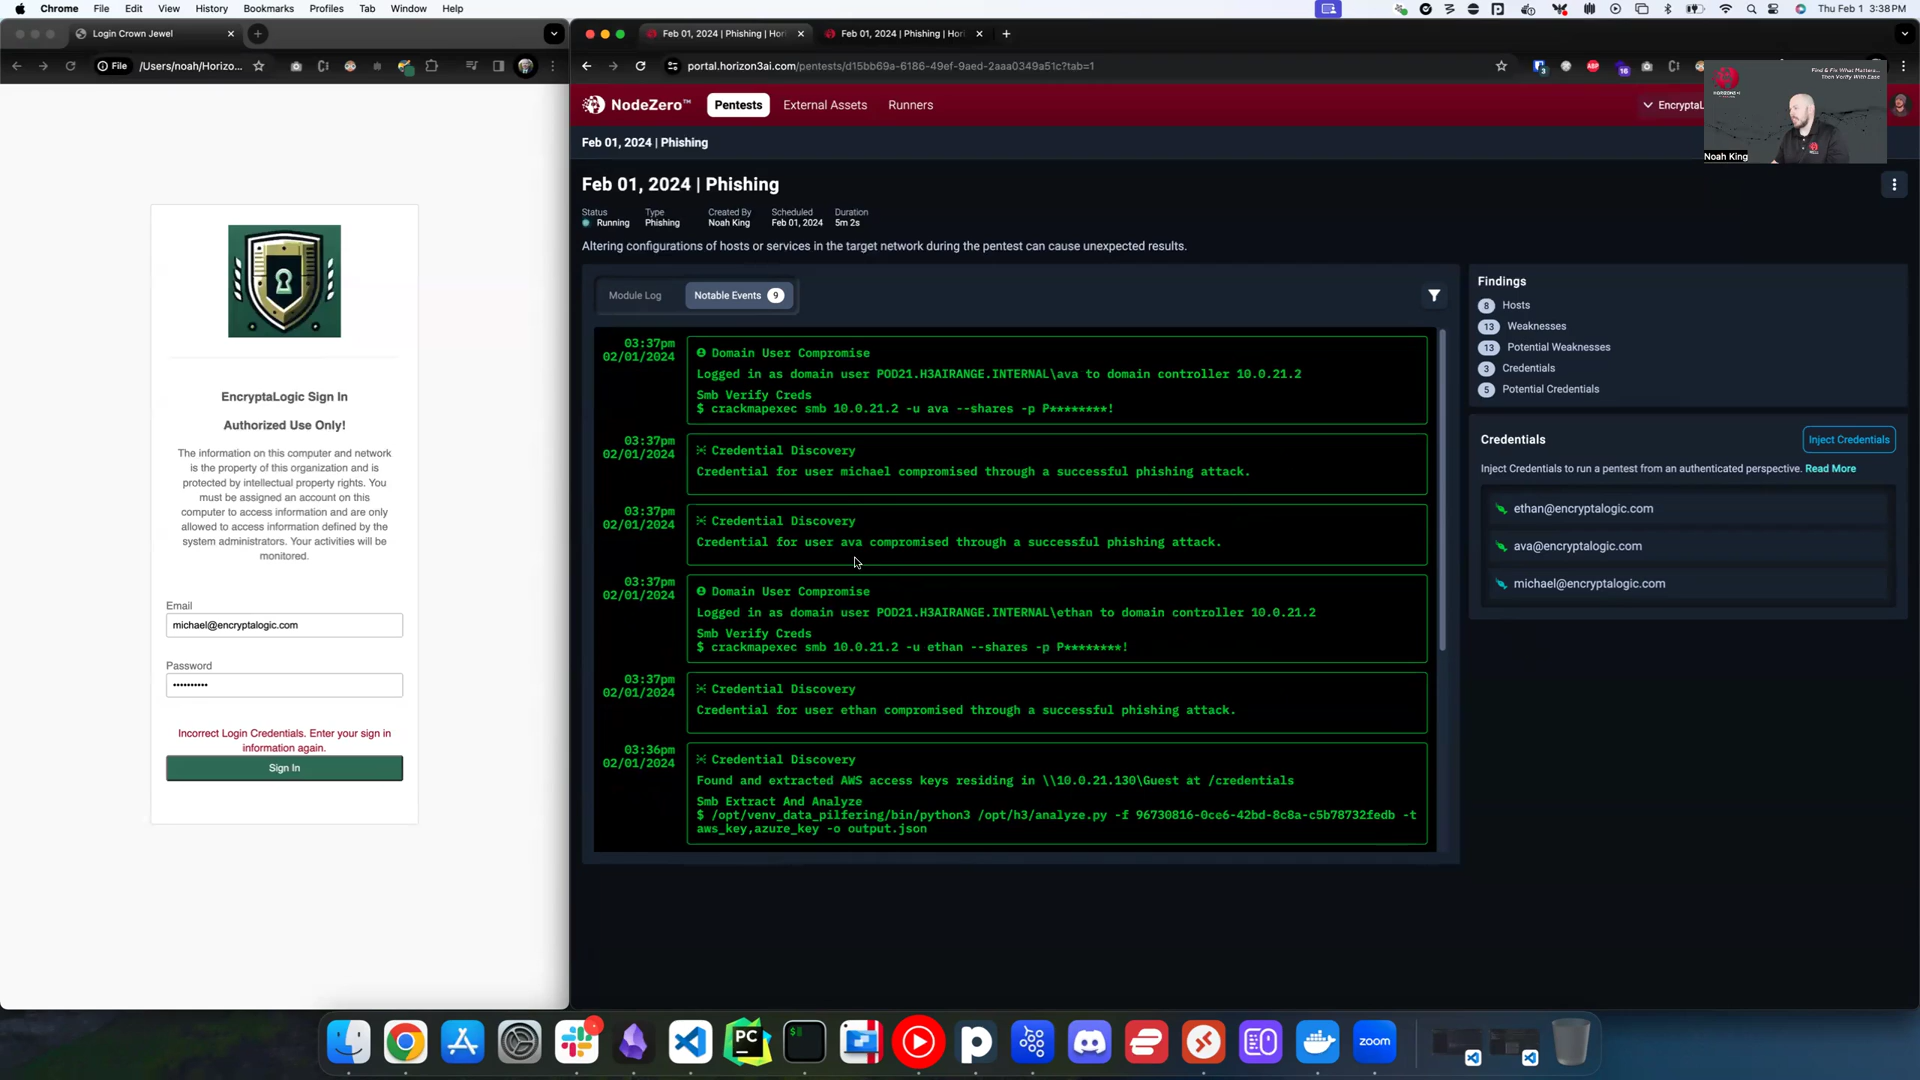 Chrome File Edit View History Bookmarks Profiles Tab Window Help
Thu Feb 1 3:38 PM
Login Crown Jewel
Feb 01, 2024 | Phishing | Hori
Feb 01, 2024 | Phishing | Hori
File /Users/noah/Horizo...
portal.horizon3ai.com/pentests/d15bb69a-6186-49ef-9aed-2aaa0349a51c?tab=1
NodeZero™ Pentests External Assets Runners
EncryptaL
Find & Fix What Matters...
Then Verify With Ease
Noah King
Feb 01, 2024 | Phishing
Feb 01, 2024 | Phishing
Status Type Created By Scheduled Duration
Running Phishing Noah King Feb 01, 2024 5m 2s
Altering configurations of hosts or services in the target network during the pentest can cause unexpected results.
EncryptaLogic Sign In
Authorized Use Only!
The information on this computer and network
is the property of this organization and is
protected by intellectual property rights. You
must be assigned an account on this
computer to access information and are only
allowed to access information defined by the
system administrators. Your activities will be
monitored.
Email
michael@encryptalogic.com
Password
••••••••••
Incorrect Login Credentials. Enter your sign in
information again.
Sign In
Module Log Notable Events 9
03:37pm
02/01/2024
Domain User Compromise
Logged in as domain user POD21.H3AIRANGE.INTERNAL\ava to domain controller 10.0.21.2
Smb Verify Creds
$ crackmapexec smb 10.0.21.2 -u ava --shares -p P********!
03:37pm
02/01/2024
Credential Discovery
Credential for user michael compromised through a successful phishing attack.
03:37pm
02/01/2024
Credential Discovery
Credential for user ava compromised through a successful phishing attack.
03:37pm
02/01/2024
Domain User Compromise
Logged in as domain user POD21.H3AIRANGE.INTERNAL\ethan to domain controller 10.0.21.2
Smb Verify Creds
$ crackmapexec smb 10.0.21.2 -u ethan --shares -p P********!
03:37pm
02/01/2024
Credential Discovery
Credential for user ethan compromised through a successful phishing attack.
03:36pm
02/01/2024
Credential Discovery
Found and extracted AWS access keys residing in \\10.0.21.130\Guest at /credentials
Smb Extract And Analyze
$ /opt/venv_data_pilfering/bin/python3 /opt/h3/analyze.py -f 96730816-0ce6-42bd-8c8a-c5b78732fedb -t
aws_key,azure_key -o output.json
Findings
8 Hosts
13 Weaknesses
13 Potential Weaknesses
3 Credentials
5 Potential Credentials
Credentials
Inject Credentials
Inject Credentials to run a pentest from an authenticated perspective. Read More
ethan@encryptalogic.com
ava@encryptalogic.com
michael@encryptalogic.com
PC
zoom